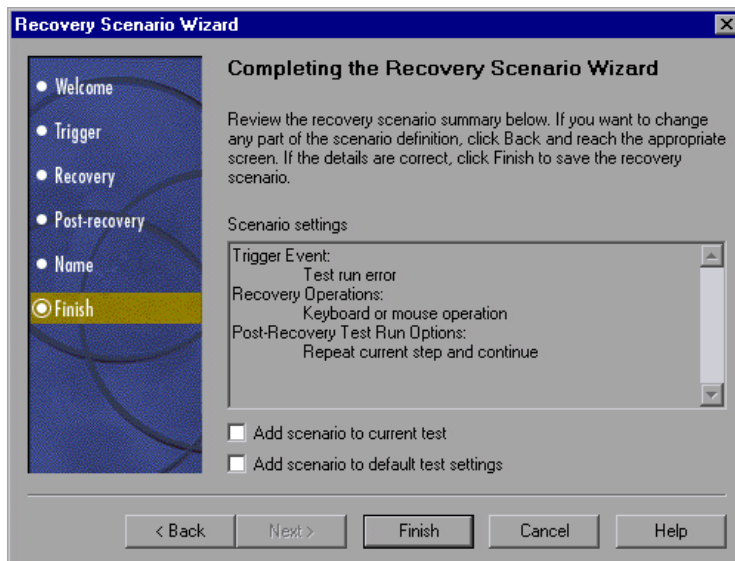 Recovery Scenario Wizard
Welcome
Trigger
Recovery
Post-recovery
Name
Finish
Completing the Recovery Scenario Wizard
Review the recovery scenario summary below. If you want to change
any part of the scenario definition, click Back and reach the appropriate
screen. If the details are correct, click Finish to save the recovery
scenario.
Scenario settings
Trigger Event:
Test run error
Recovery Operations:
Keyboard or mouse operation
Post-Recovery Test Run Options:
Repeat current step and continue
Add scenario to current test
Add scenario to default test settings
< Back
Next >
Finish
Cancel
Help